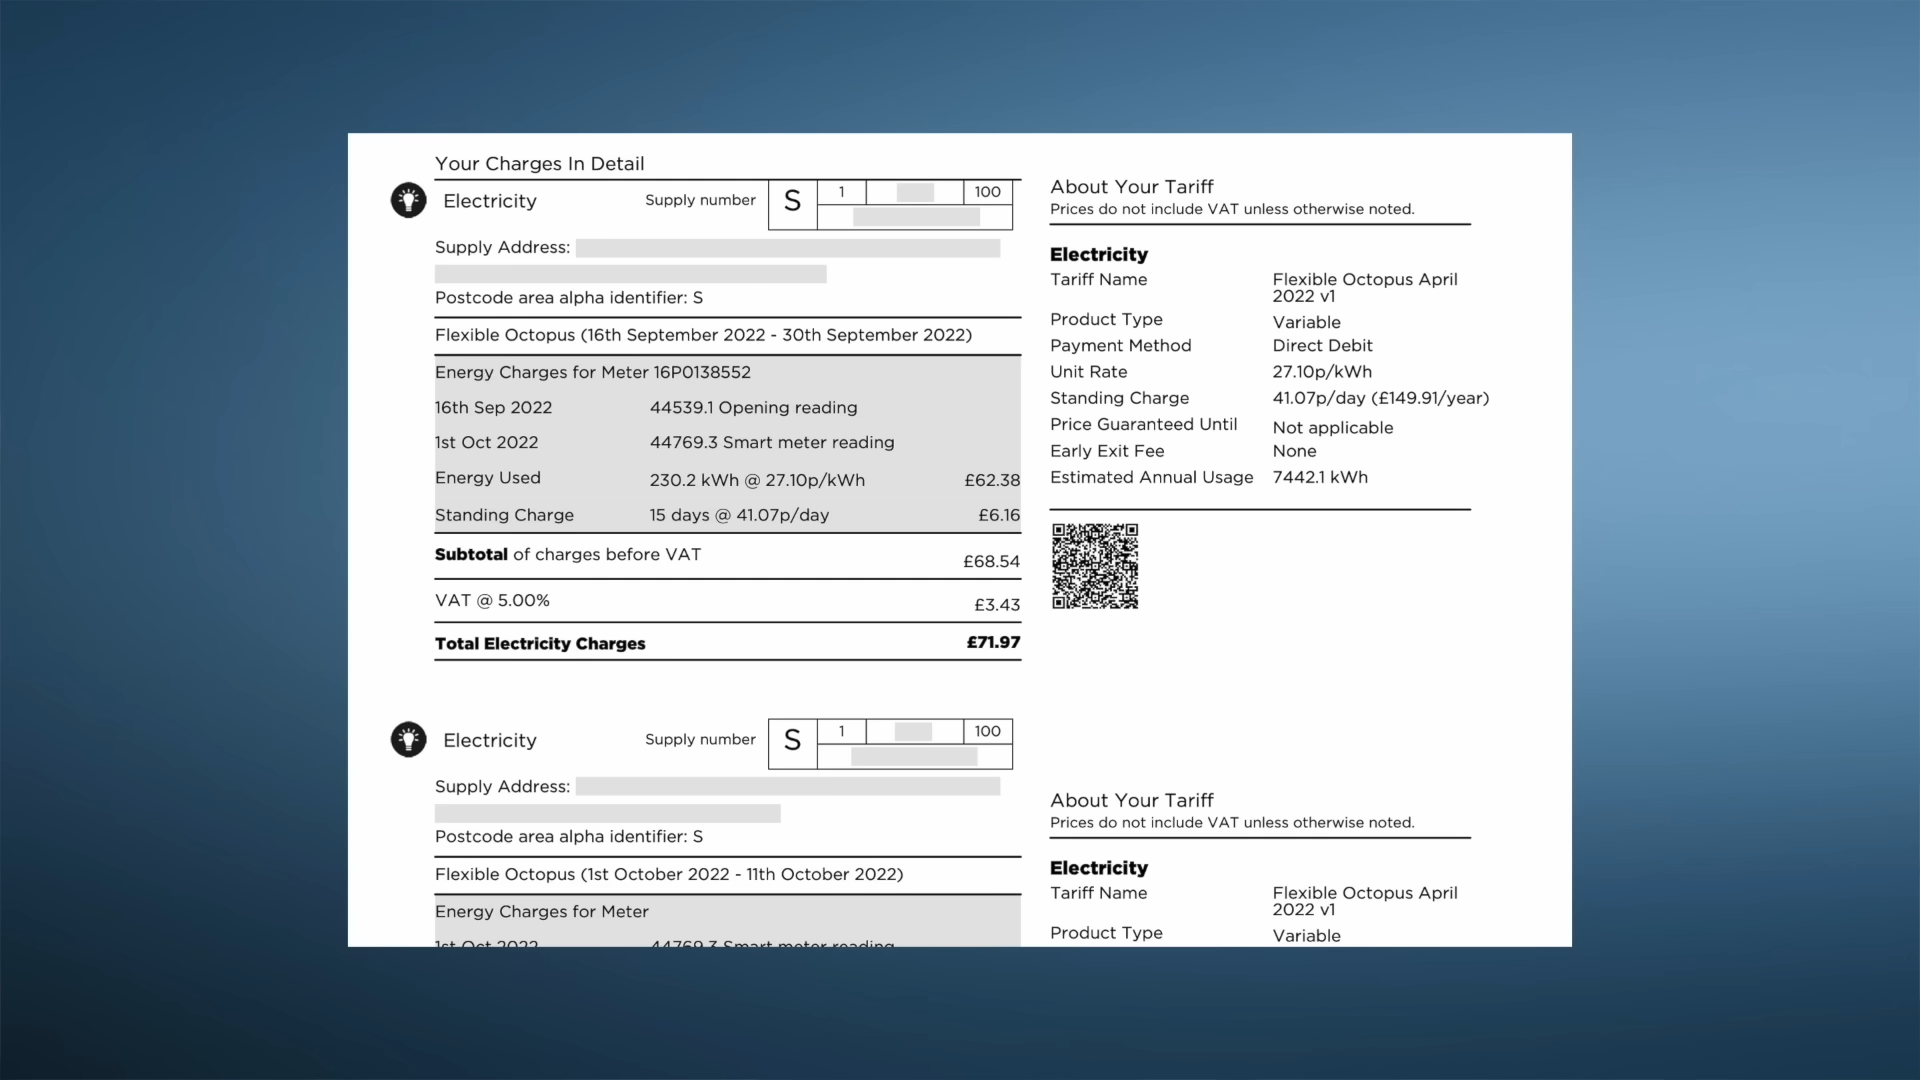 Your Charges In Detail
Electricity
Supply number
S
1
100
Supply Address:
Postcode area alpha identifier: S
Flexible Octopus (16th September 2022 - 30th September 2022)
Energy Charges for Meter 16P0138552
16th Sep 2022 44539.1 Opening reading
1st Oct 2022 44769.3 Smart meter reading
Energy Used 230.2 kWh @ 27.10p/kWh £62.38
Standing Charge 15 days @ 41.07p/day £6.16
Subtotal of charges before VAT £68.54
VAT @ 5.00% £3.43
Total Electricity Charges £71.97
About Your Tariff
Prices do not include VAT unless otherwise noted.
Electricity
Tariff Name Flexible Octopus April
2022 v1
Product Type Variable
Payment Method Direct Debit
Unit Rate 27.10p/kWh
Standing Charge 41.07p/day (£149.91/year)
Price Guaranteed Until Not applicable
Early Exit Fee None
Estimated Annual Usage 7442.1 kWh
Electricity
Supply number
S
1
100
Supply Address:
Postcode area alpha identifier: S
Flexible Octopus (1st October 2022 - 11th October 2022)
Energy Charges for Meter
1st Oct 2022 44769.3 Smart meter reading
About Your Tariff
Prices do not include VAT unless otherwise noted.
Electricity
Tariff Name Flexible Octopus April
2022 v1
Product Type Variable